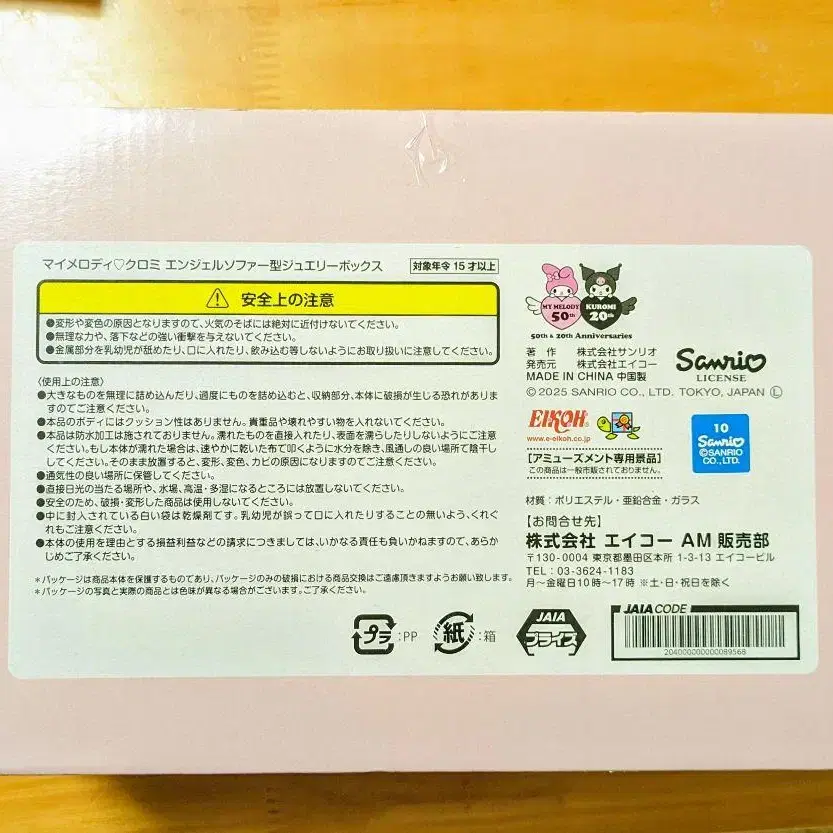 マイメロディ♡クロミ エンジェルソファー型ジュエリーボックス 対象年令15才以上
安全上の注意
●変形や変色の原因となりますので、火気のそばには絶対に近付けないでください。
●無理な力や、落下などの強い衝撃を与えないでください。
●金属部分を乳幼児が舐めたり、口に入れたり、飲み込む等しないようにお取り扱いに注意してください。
〈使用上の注意〉
●大きなものを無理に詰め込んだり、過度にものを詰め込むと、収納部分、本体に破損が生じる恐れがありま
すのでご注意ください。
●本品のボディにはクッション性はありません。貴重品や壊れやすい物を入れないでください。
●本品は防水加工は施されておりません。濡れたものを直接入れたり、表面を濡らしたりしないようにご注意
ください。もし本体が濡れた場合は、速やかに乾いた布で叩くように水分を除き、風通しの良い場所で陰干し
してください。そのまま放置すると、変形、変色、カビの原因になりますのでご注意ください。
●通気性の良い場所に保管してください。
●直接日光の当たる場所や、水場、高温・多湿になるところには放置しないでください。
●安全のため、破損・変形した商品は使用しないでください。
●中に封入されている白い袋は乾燥剤です。乳幼児が誤って口に入れたりすることの無いよう、くれぐ
れもご注意ください。
●本体の使用を理由とする損益利益などの請求につきましては、いかなる責任も負いかねますので、あらか
じめご了承ください。
*パッケージは商品本体を保護するものであり、パッケージのみの破損における商品交換はご遠慮頂きますようお願い致します。
*パッケージの写真と実際の商品とは色味が異なる場合がございます。ご了承ください。
プラ :PP 紙 :箱 JAIA プライズ
MY MELODY 50th KUROMI 20th
50th & 20th Anniversaries
著作 株式会社サンリオ
発売元 株式会社エイコー
MADE IN CHINA 中国製
Sanrio
LICENSE
©2025 SANRIO CO., LTD. TOKYO, JAPAN Ⓛ
EIKOH
www.e-eikoh.co.jp
【アミューズメント専用景品】
この商品は一般市販されておりません。
10
Sanrio
©SANRIO
CO.,LTD.
材質:ポリエステル・亜鉛合金・ガラス
【お問合せ先】
株式会社 エイコー AM 販売部
〒130-0004 東京都墨田区本所 1-3-13 エイコービル
TEL:03-3624-1183
月〜金曜日10時〜17時 ※土・日・祝日を除く
JAIA CODE
2040000000000089568